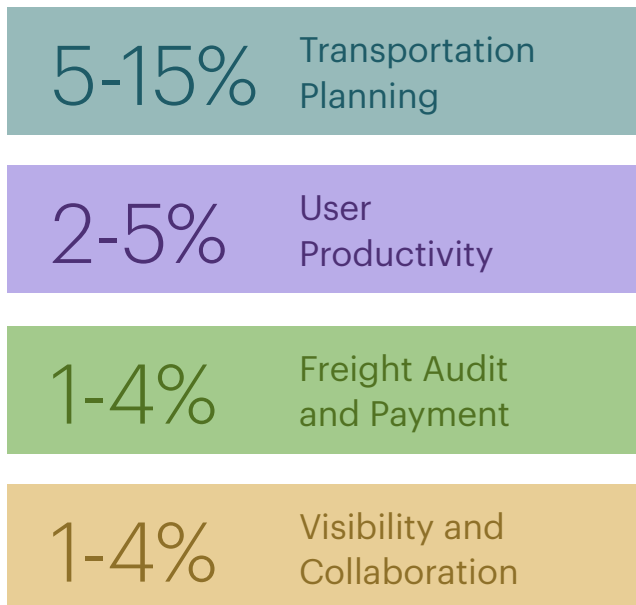 5-15%
Transportation
Planning
2-5%
User
Productivity
1-4%
Freight Audit
and Payment
1-4%
Visibility and
Collaboration